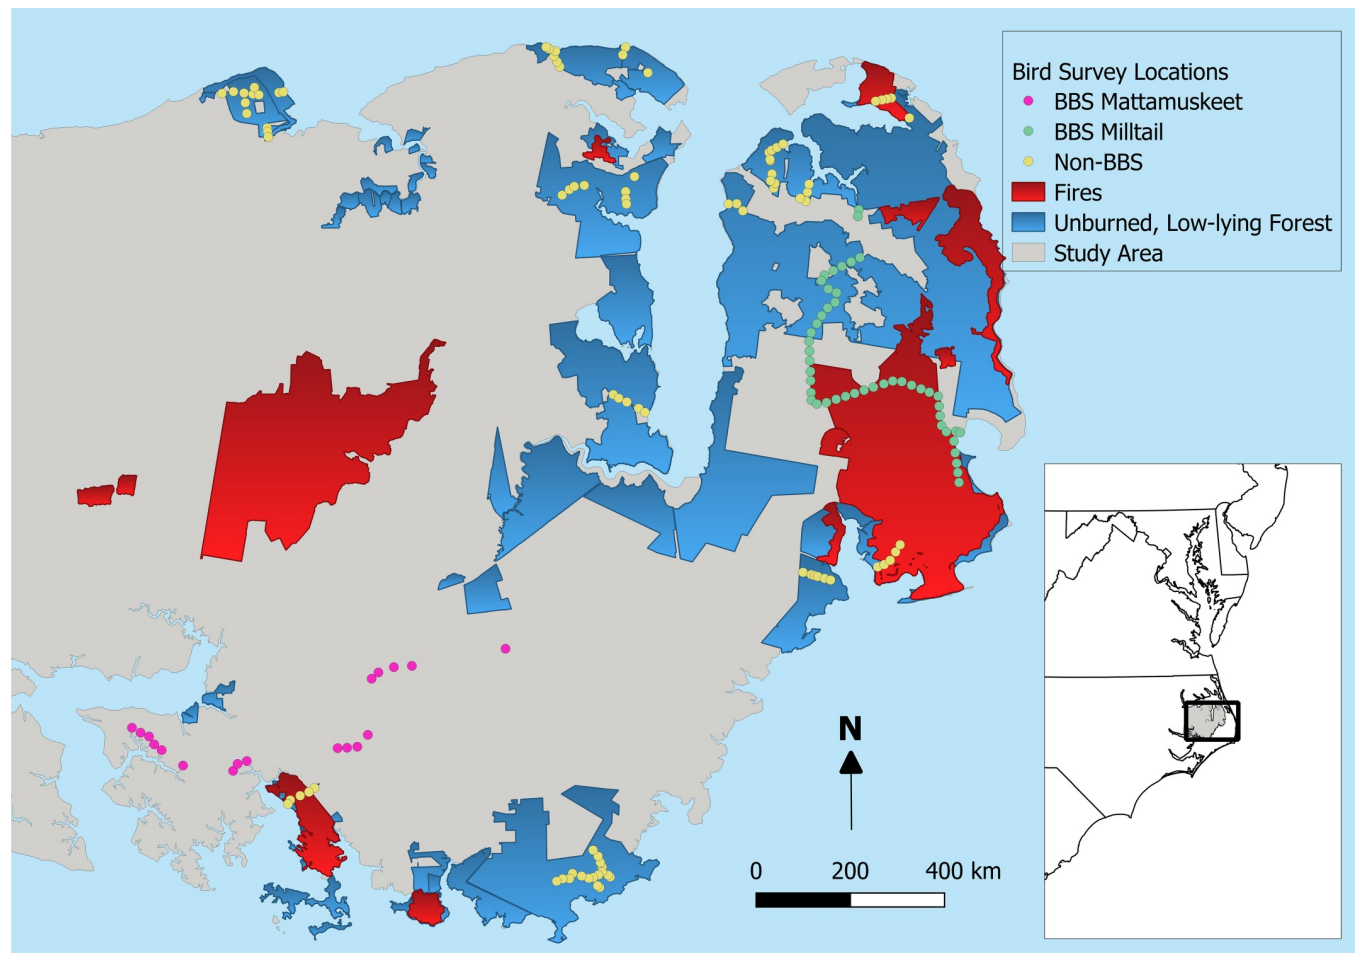 Bird Survey Locations
BBS Mattamuskeet
BBS Milltail
Non-BBS
Fires
Unburned, Low-lying Forest
Study Area
N
0 200 400 km